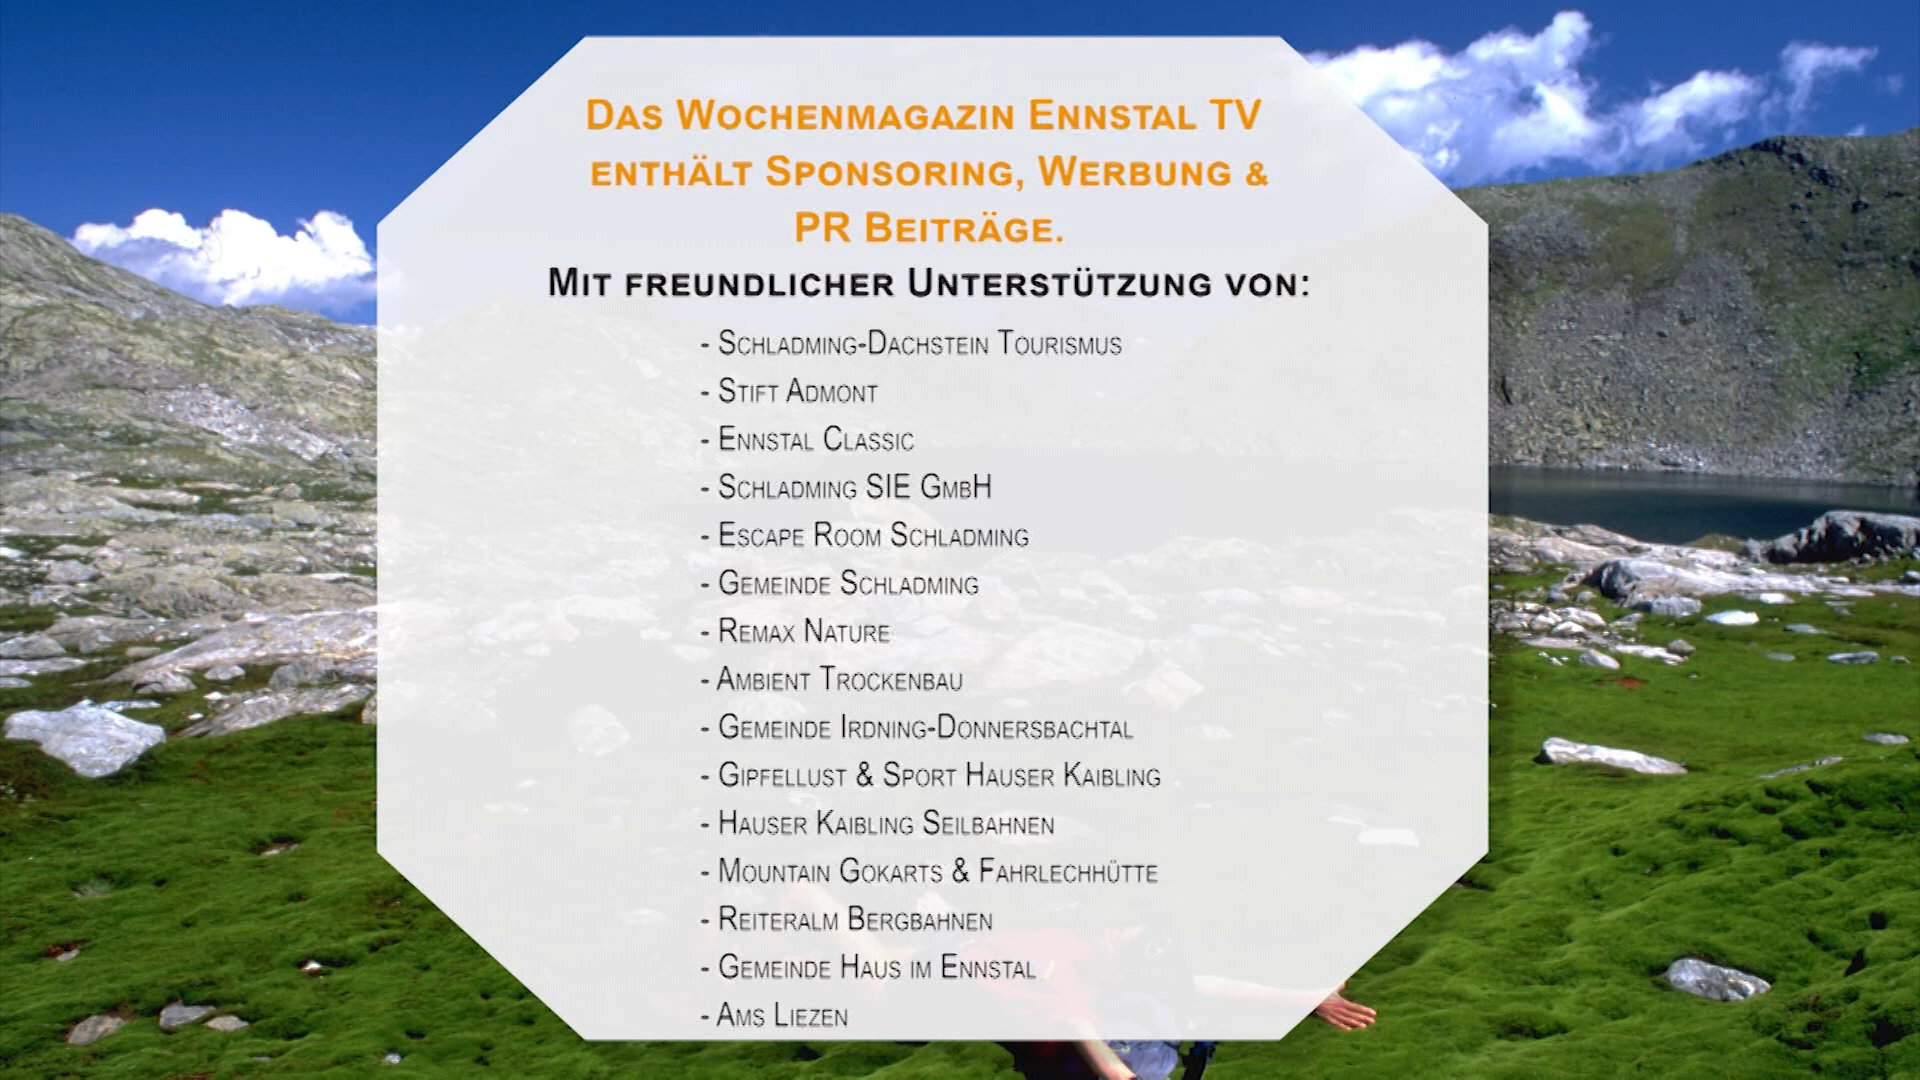 Das Wochenmagazin Ennstal TV
enthält Sponsoring, Werbung &
PR Beiträge.
Mit freundlicher Unterstützung von:
- Schladming-Dachstein Tourismus
- Stift Admont
- Ennstal Classic
- Schladming SIE GmbH
- Escape Room Schladming
- Gemeinde Schladming
- Remax Nature
- Ambient Trockenbau
- Gemeinde Irdning-Donnersbachtal
- Gipfellust & Sport Hauser Kaibling
- Hauser Kaibling Seilbahnen
- Mountain Gokarts & Fahrlechhütte
- Reiteralm Bergbahnen
- Gemeinde Haus im Ennstal
- Ams Liezen